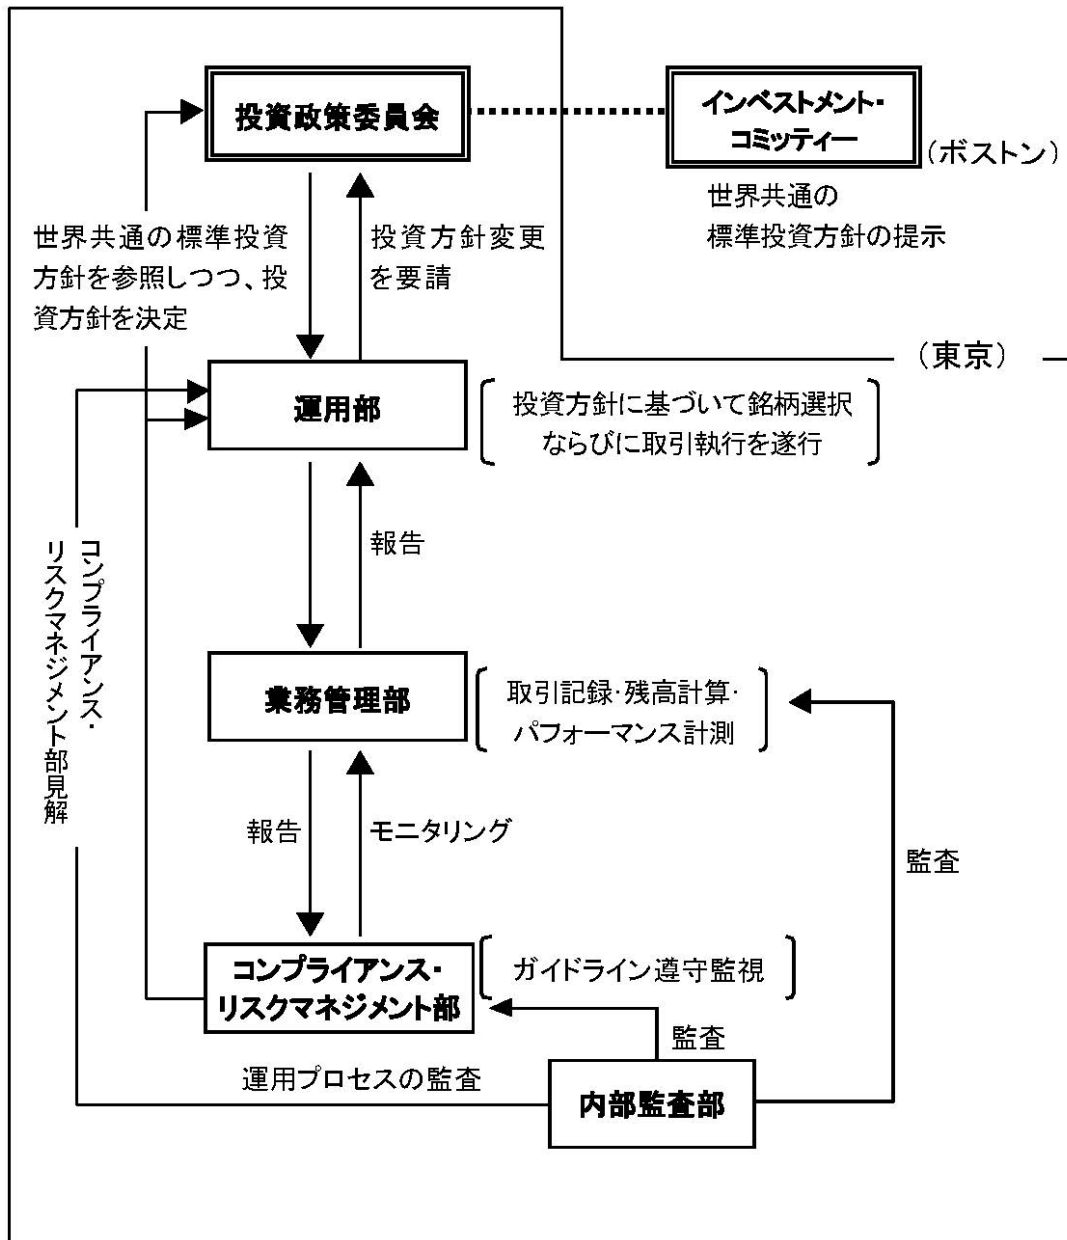 投資政策委員会
インベストメント・
コミッティー
（ボストン）
世界共通の
標準投資方針の提示
世界共通の標準投資
方針を参照しつつ、投
資方針を決定
投資方針変更
を要請
（東京）
運用部
投資方針に基づいて銘柄選択
ならびに取引執行を遂行
報告
コンプライアンス・
リスクマネジメント部見解
業務管理部
取引記録・残高計算・
パフォーマンス計測
報告
モニタリング
監査
コンプライアンス・
リスクマネジメント部
ガイドライン遵守監視
監査
運用プロセスの監査
内部監査部